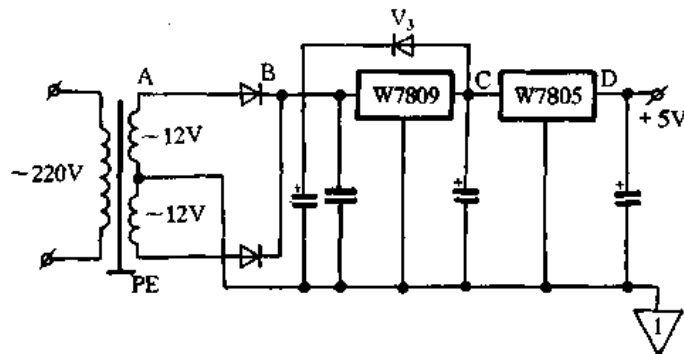 V3
A
B
W7809
C
W7805
D
~12V
+5V
~220V
~12V
+
+
+
PE
1